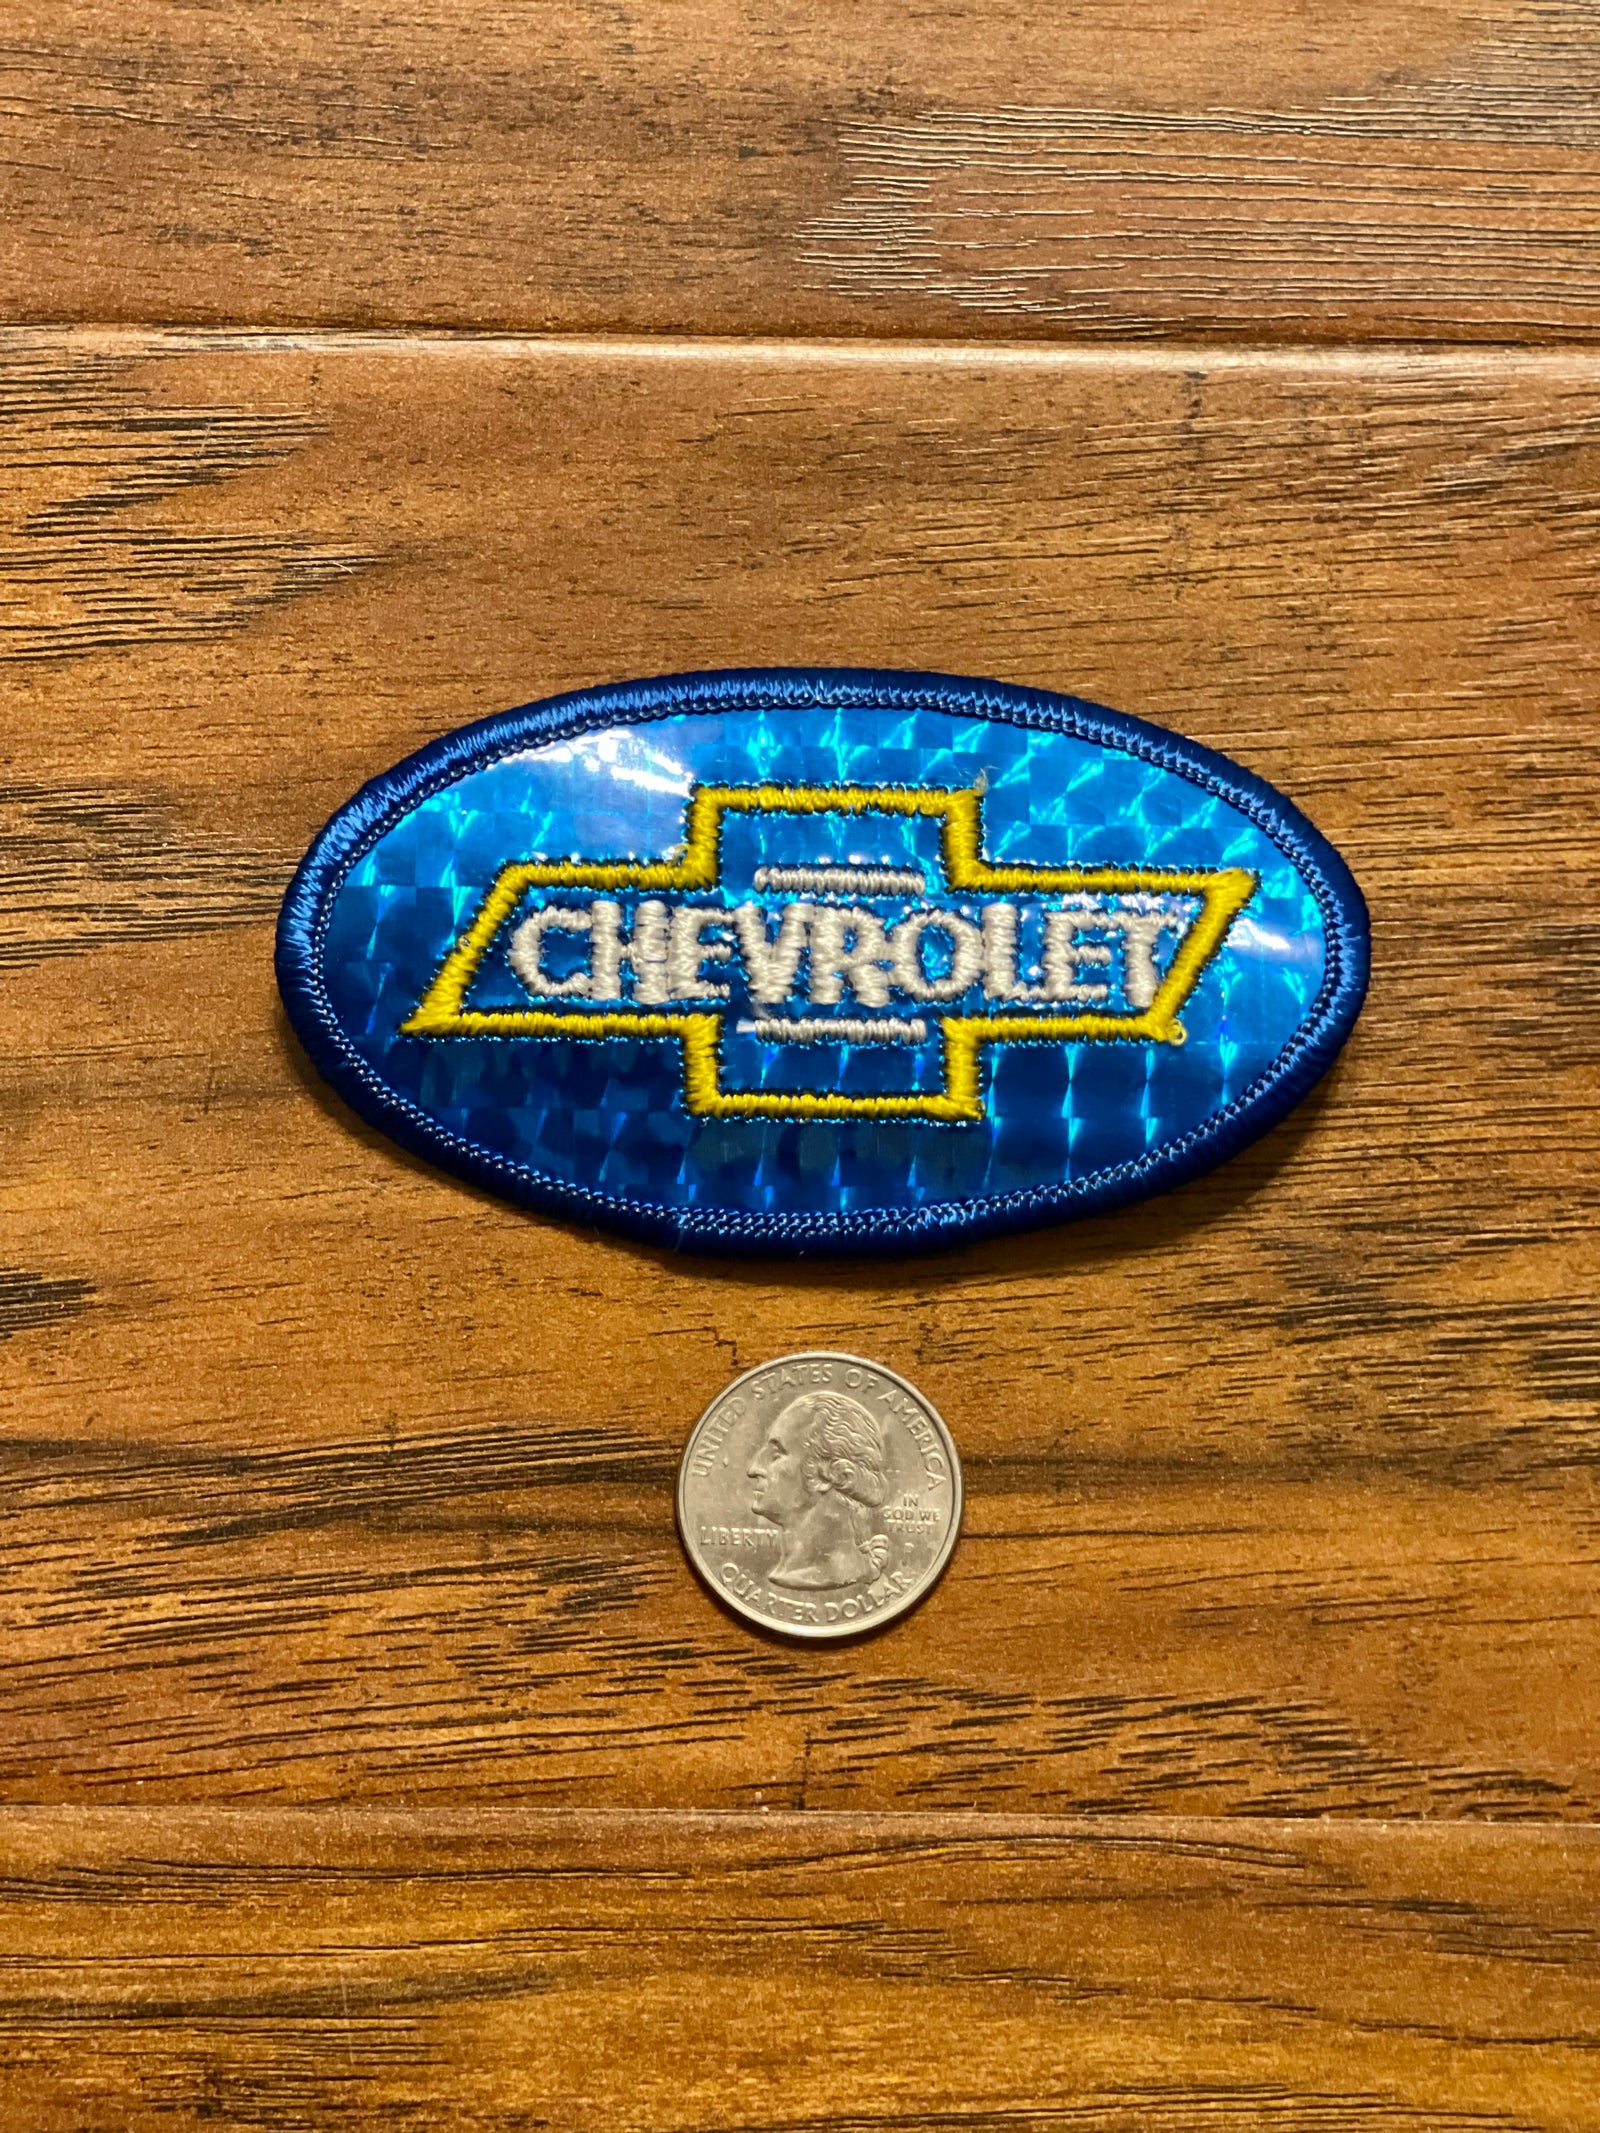 CHEVROLET
UNITED STATES OF AMERICA
LIBERTY
IN
GOD WE
TRUST
P
QUARTER DOLLAR